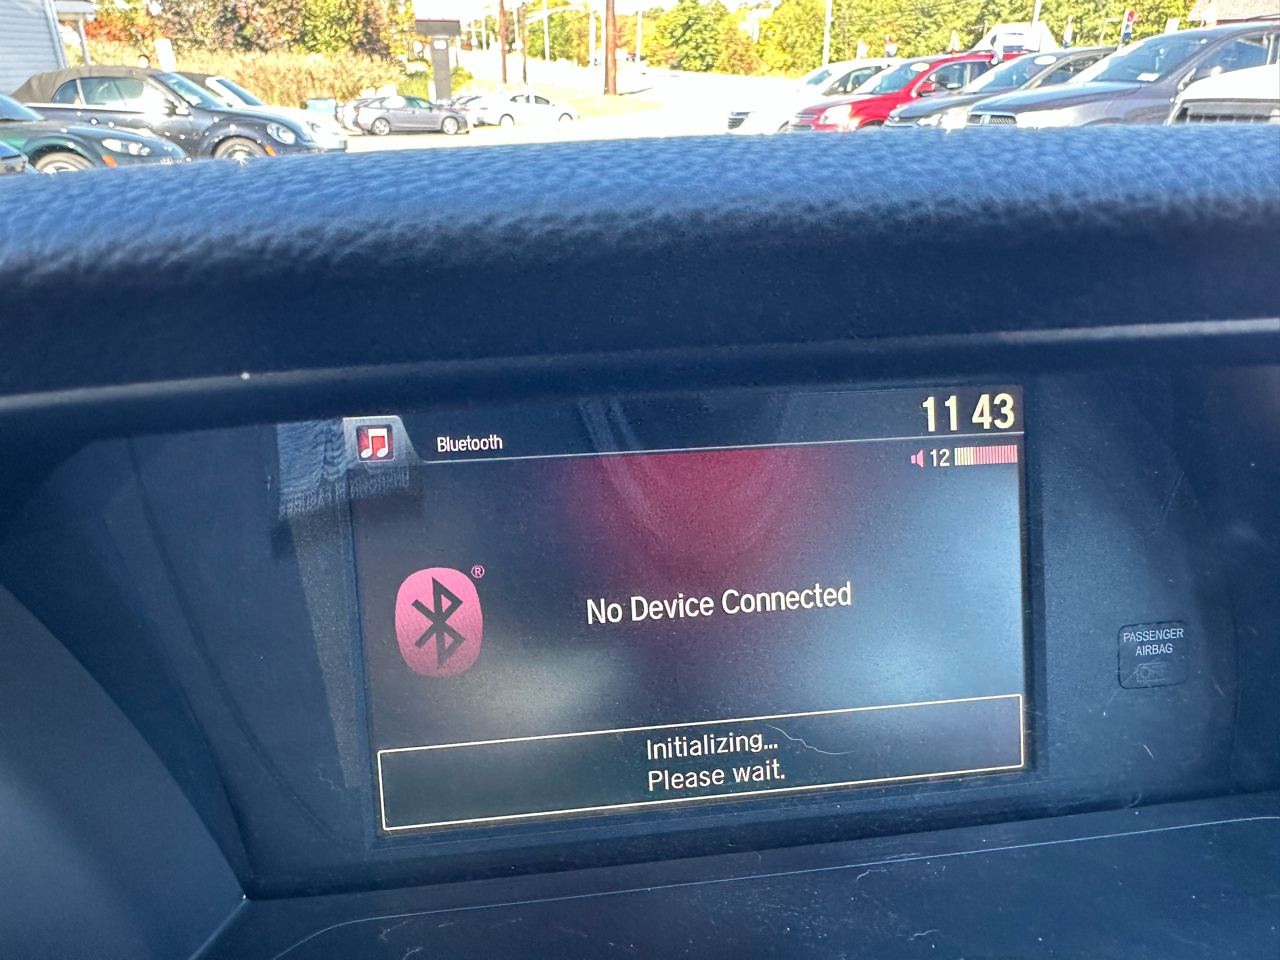 11 43
Bluetooth
12
®
No Device Connected
Initializing...
Please wait.
PASSENGER
AIRBAG